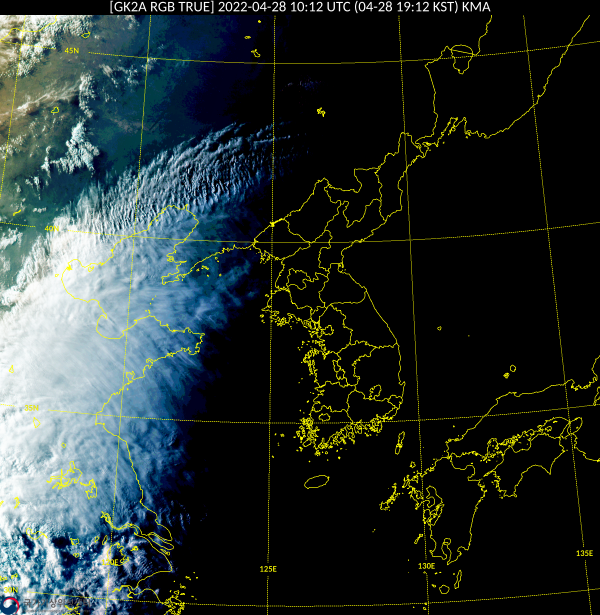 [GK2A RGB TRUE] 2022-04-28 10:12 UTC (04-28 19:12 KST) KMA
45N
40N
125E
130E
135E